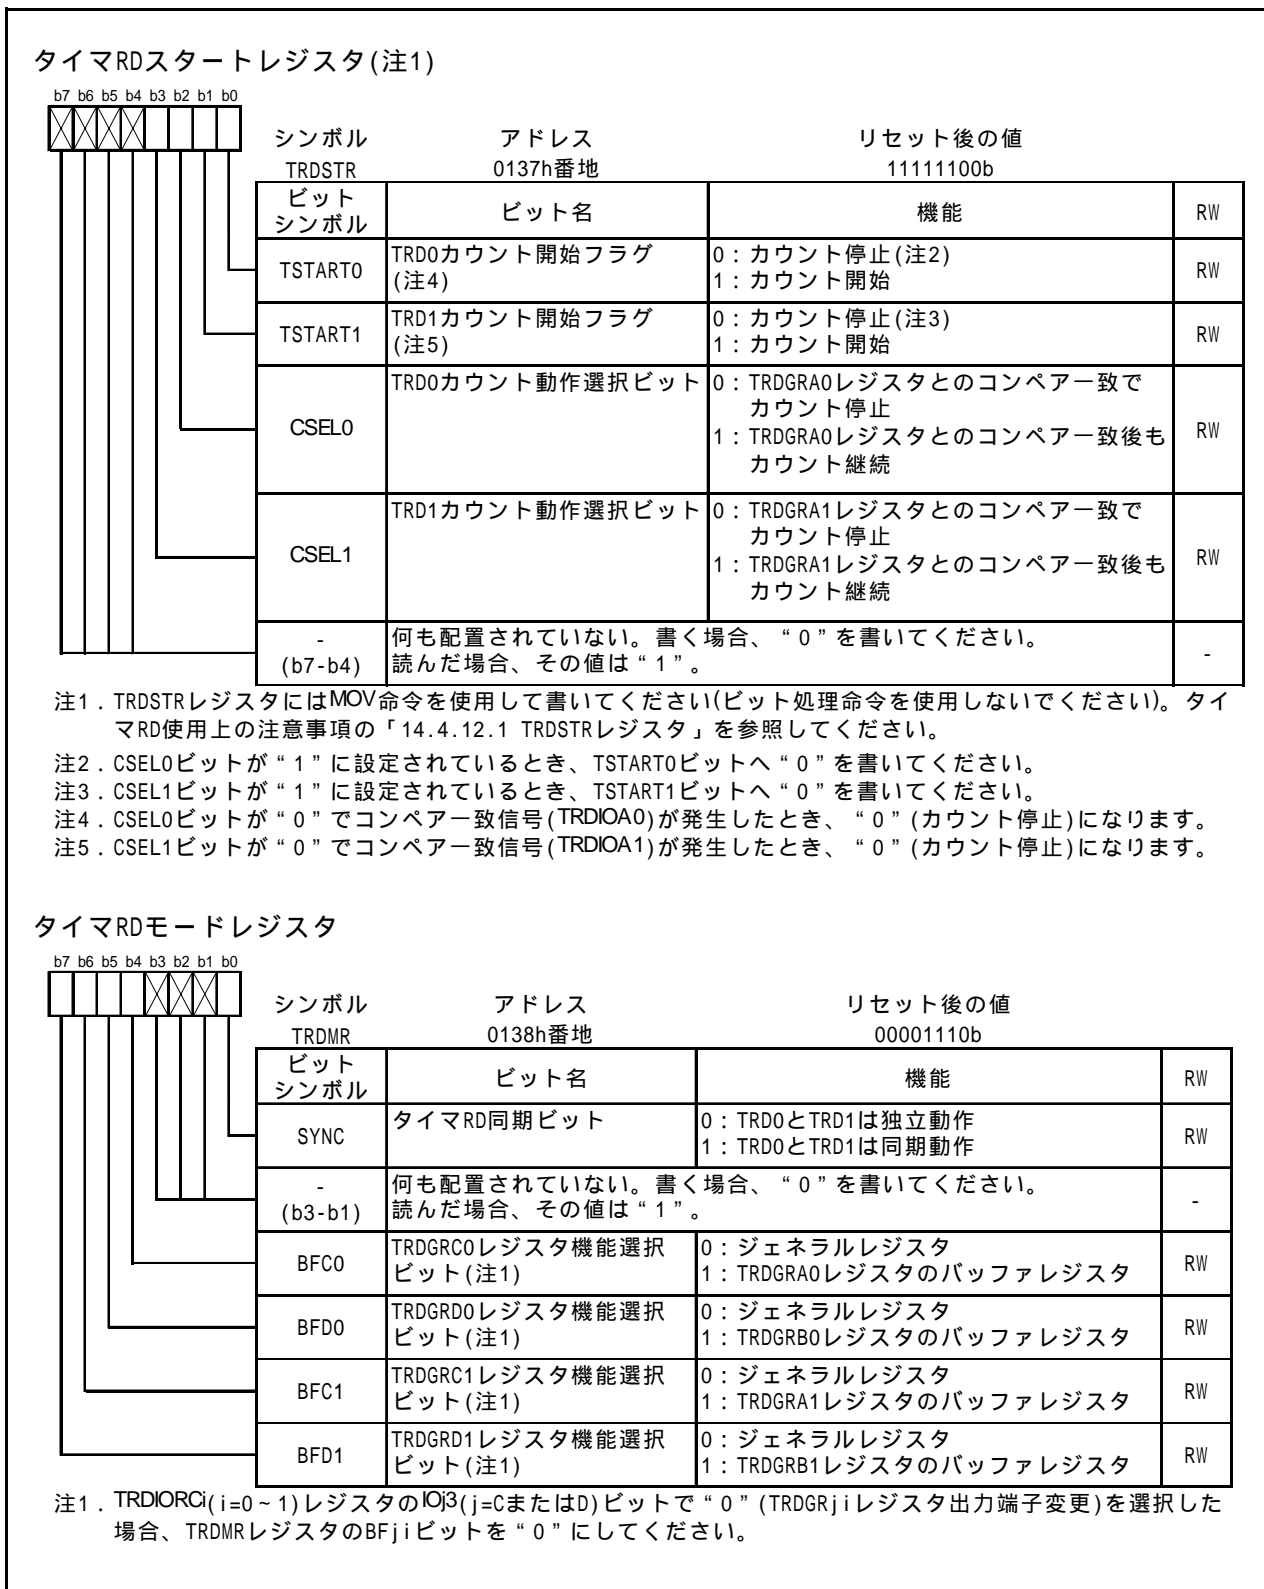 タイマRDスタートレジスタ(注1)
b7 b6 b5 b4 b3 b2 b1 b0
シンボル アドレス リセット後の値
TRDSTR 0137h番地 11111100b
ビット
シンボル ビット名 機能 RW
TSTART0 TRD0カウント開始フラグ
(注4) 0:カウント停止(注2)
1:カウント開始 RW
TSTART1 TRD1カウント開始フラグ
(注5) 0:カウント停止(注3)
1:カウント開始 RW
CSEL0 TRD0カウント動作選択ビット 0:TRDGRA0レジスタとのコンペア一致で
カウント停止
1:TRDGRA0レジスタとのコンペア一致後も
カウント継続 RW
CSEL1 TRD1カウント動作選択ビット 0:TRDGRA1レジスタとのコンペア一致で
カウント停止
1:TRDGRA1レジスタとのコンペア一致後も
カウント継続 RW
-
(b7-b4) 何も配置されていない。書く場合、“0”を書いてください。
読んだ場合、その値は“1”。 -
注1.TRDSTRレジスタにはMOV命令を使用して書いてください(ビット処理命令を使用しないでください)。タイ
マRD使用上の注意事項の「14.4.12.1 TRDSTRレジスタ」を参照してください。
注2.CSEL0ビットが“1”に設定されているとき、TSTART0ビットへ“0”を書いてください。
注3.CSEL1ビットが“1”に設定されているとき、TSTART1ビットへ“0”を書いてください。
注4.CSEL0ビットが“0”でコンペア一致信号(TRDIOA0)が発生したとき、“0”(カウント停止)になります。
注5.CSEL1ビットが“0”でコンペア一致信号(TRDIOA1)が発生したとき、“0”(カウント停止)になります。
タイマRDモードレジスタ
b7 b6 b5 b4 b3 b2 b1 b0
シンボル アドレス リセット後の値
TRDMR 0138h番地 00001110b
ビット
シンボル ビット名 機能 RW
SYNC タイマRD同期ビット 0:TRD0とTRD1は独立動作
1:TRD0とTRD1は同期動作 RW
-
(b3-b1) 何も配置されていない。書く場合、“0”を書いてください。
読んだ場合、その値は“1”。 -
BFC0 TRDGRC0レジスタ機能選択
ビット(注1) 0:ジェネラルレジスタ
1:TRDGRA0レジスタのバッファレジスタ RW
BFD0 TRDGRD0レジスタ機能選択
ビット(注1) 0:ジェネラルレジスタ
1:TRDGRB0レジスタのバッファレジスタ RW
BFC1 TRDGRC1レジスタ機能選択
ビット(注1) 0:ジェネラルレジスタ
1:TRDGRA1レジスタのバッファレジスタ RW
BFD1 TRDGRD1レジスタ機能選択
ビット(注1) 0:ジェネラルレジスタ
1:TRDGRB1レジスタのバッファレジスタ RW
注1.TRDIORCi(i=0~1)レジスタのIOj3(j=CまたはD)ビットで“0”(TRDGRjiレジスタ出力端子変更)を選択した
場合、TRDMRレジスタのBFjiビットを“0”にしてください。